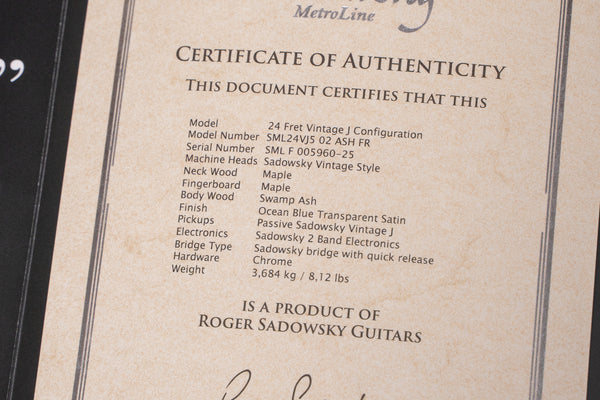 MetroLine
CERTIFICATE OF AUTHENTICITY
THIS DOCUMENT CERTIFIES THAT THIS
Model 24 Fret Vintage J Configuration
Model Number SML24VJ5 02 ASH FR
Serial Number SML F 005960-25
Machine Heads Sadowsky Vintage Style
Neck Wood Maple
Fingerboard Maple
Body Wood Swamp Ash
Finish Ocean Blue Transparent Satin
Pickups Passive Sadowsky Vintage J
Electronics Sadowsky 2 Band Electronics
Bridge Type Sadowsky bridge with quick release
Hardware Chrome
Weight 3,684 kg / 8,12 lbs
IS A PRODUCT OF
ROGER SADOWSKY GUITARS